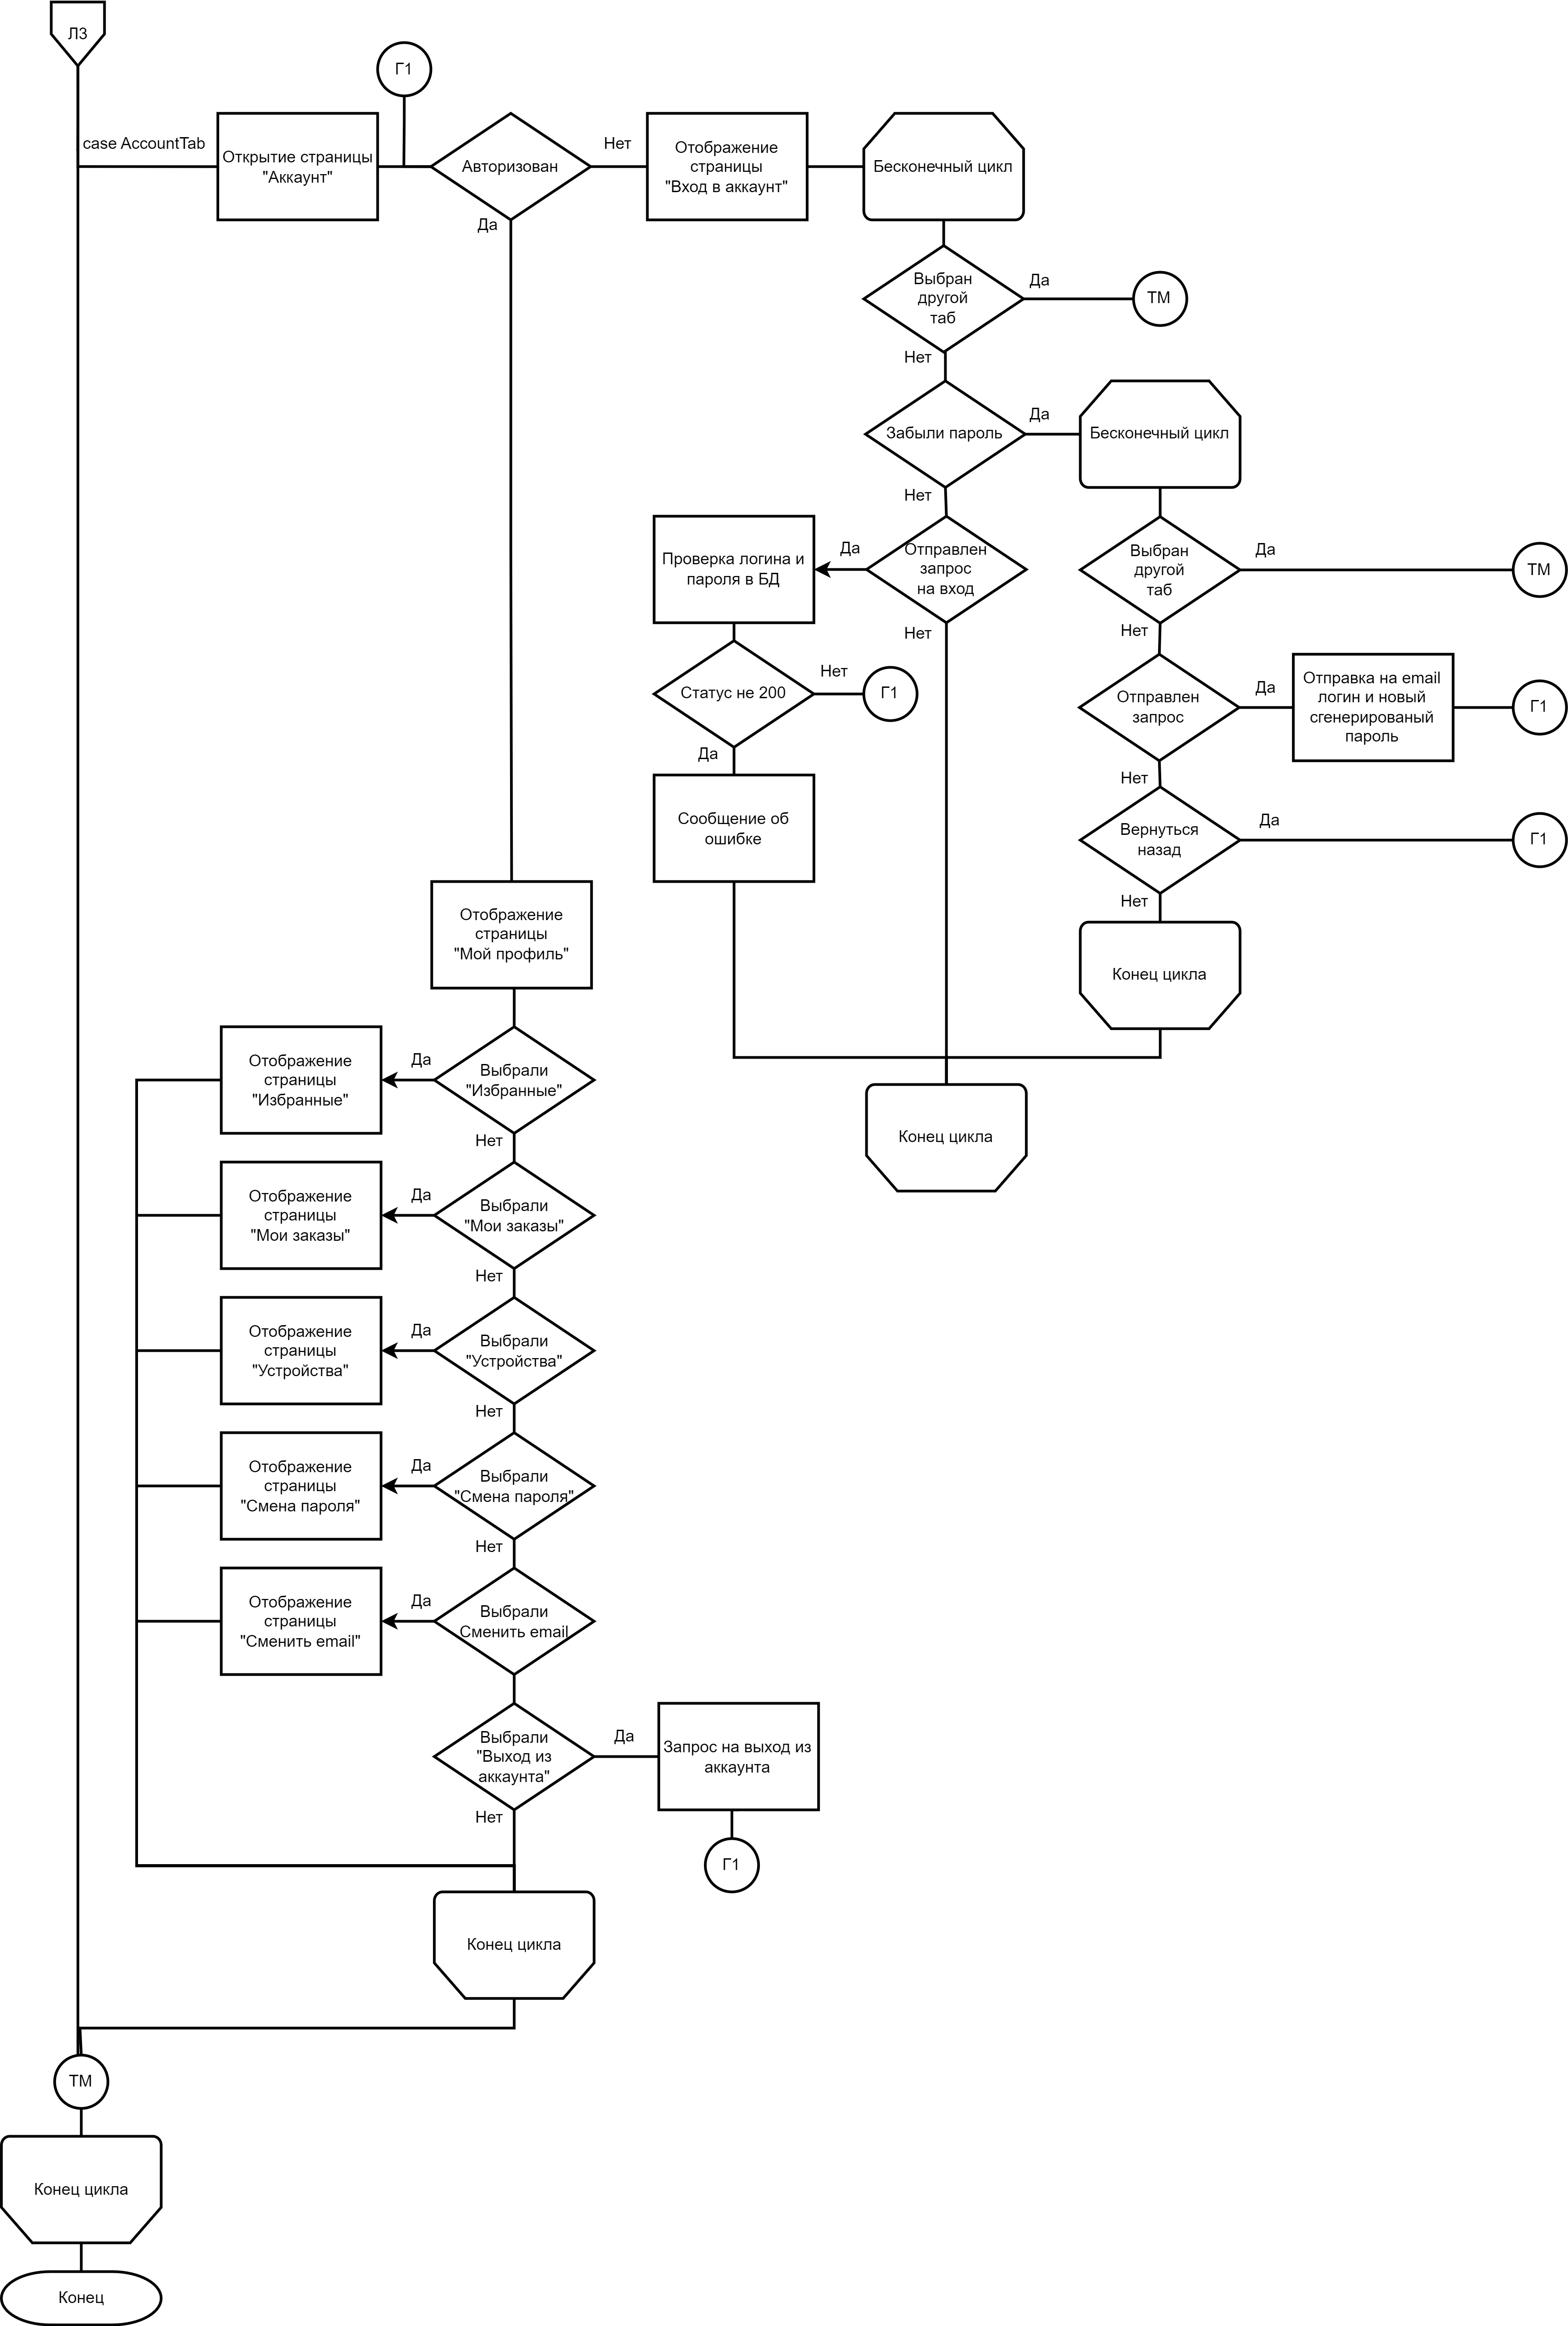 Л3
Г1
case AccountTab
Открытие страницы
"Аккаунт"
Авторизован
Нет
Отображение
страницы
"Вход в аккаунт"
Бесконечный цикл
Да
Выбран
другой
таб
Да
ТМ
Нет
Забыли пароль
Да
Бесконечный цикл
Нет
Отправлен
запрос
на вход
Да
Проверка логина и
пароля в БД
Нет
Выбран
другой
таб
Да
ТМ
Нет
Статус не 200
Нет
Г1
Да
Сообщение об
ошибке
Отправлен
запрос
Да
Отправка на email
логин и новый
сгенерированый
пароль
Г1
Нет
Вернуться
назад
Да
Г1
Нет
Конец цикла
Конец цикла
Отображение
страницы
"Мой профиль"
Выбрали
"Избранные"
Да
Отображение
страницы
"Избранные"
Нет
Выбрали
"Мои заказы"
Да
Отображение
страницы
"Мои заказы"
Нет
Выбрали
"Устройства"
Да
Отображение
страницы
"Устройства"
Нет
Выбрали
"Смена пароля"
Да
Отображение
страницы
"Смена пароля"
Нет
Выбрали
Сменить email
Да
Отображение
страницы
"Сменить email"
Выбрали
"Выход из
аккаунта"
Да
Запрос на выход из
аккаунта
Г1
Нет
Конец цикла
ТМ
Конец цикла
Конец